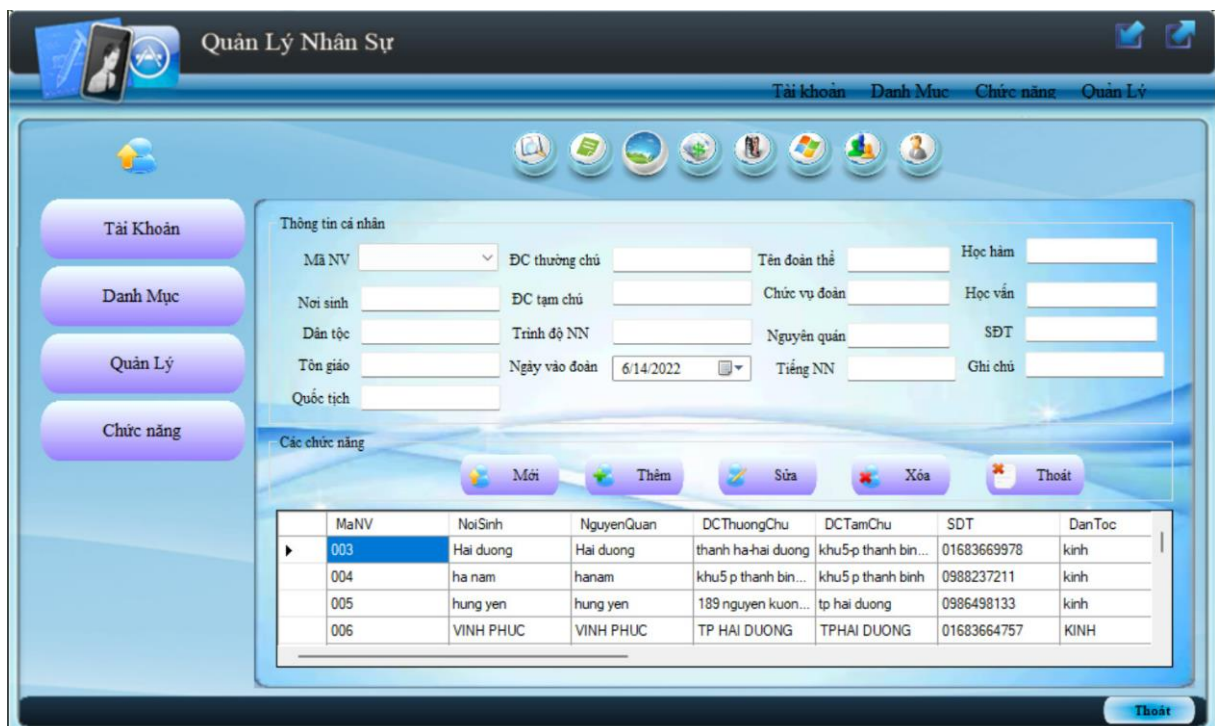 Quản Lý Nhân Sự
Tài khoản Danh Mục Chức năng Quản Lý
Tài Khoản
Danh Mục
Quản Lý
Chức năng
Thông tin cá nhân
Mã NV ĐC thường chú Tên đoàn thể Học hàm
Nơi sinh ĐC tạm chú Chức vụ đoàn Học vấn
Dân tộc Trình độ NN Nguyên quán SĐT
Tôn giáo Ngày vào đoàn 6/14/2022 Tiếng NN Ghi chú
Quốc tịch
Các chức năng
Mới Thêm Sửa Xóa Thoát
MaNV NoiSinh NguyenQuan DCThuongChu DCTamChu SDT DanToc
003 Hai duong Hai duong thanh ha-hai duong khu5-p thanh bin... 01683669978 kinh
004 ha nam hanam khu5 p thanh bin... khu5 p thanh binh 0988237211 kinh
005 hung yen hung yen 189 nguyen kuon... tp hai duong 0986498133 kinh
006 VINH PHUC VINH PHUC TP HAI DUONG TPHAI DUONG 01683664757 KINH
Thoát